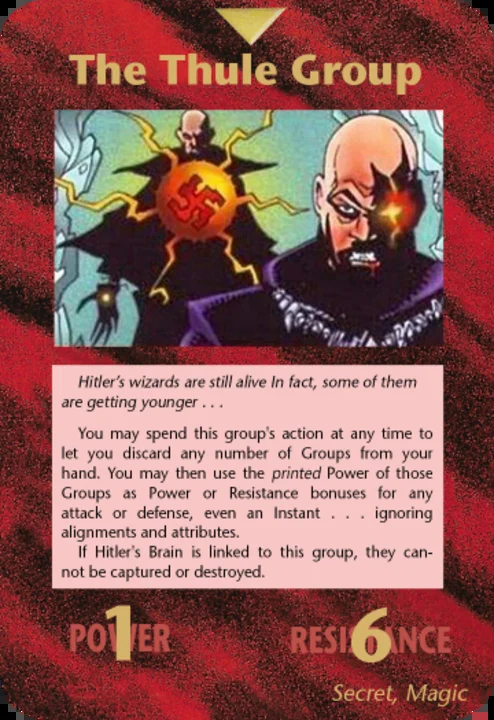 The Thule Group
Hitler's wizards are still alive In fact, some of them
are getting younger . . .
You may spend this group's action at any time to
let you discard any number of Groups from your
hand. You may then use the printed Power of those
Groups as Power or Resistance bonuses for any
attack or defense, even an Instant . . . ignoring
alignments and attributes.
If Hitler's Brain is linked to this group, they can-
not be captured or destroyed.
POWER 1 RESISTANCE 6
Secret, Magic